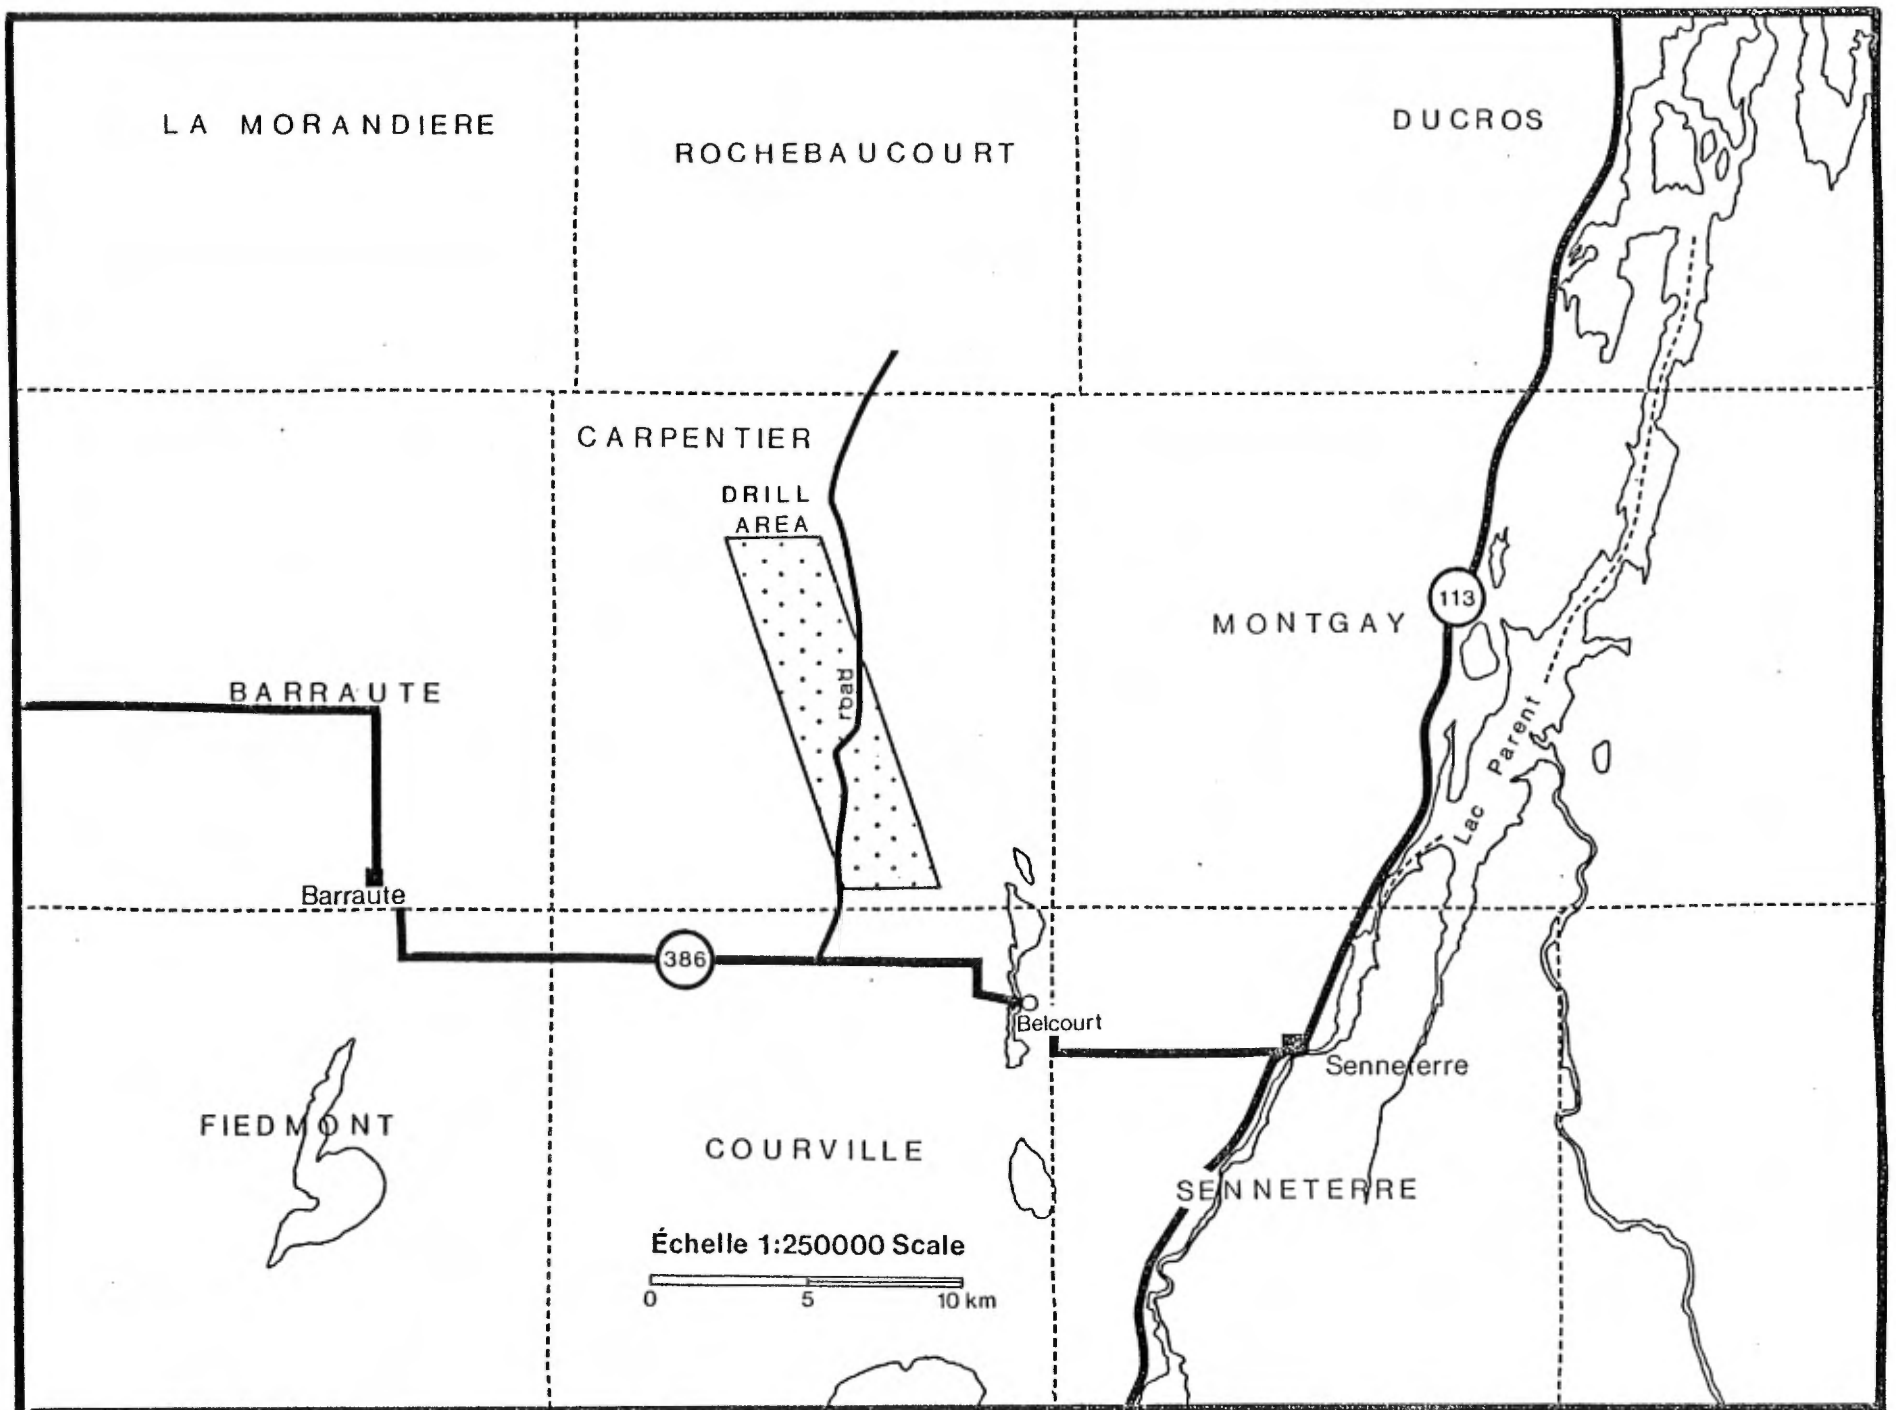 LA MORANDIERE
ROCHEBAUCOURT
DUCROS
CARPENTIER
DRILL
AREA
113
MONTGAY
road
BARRAUTE
Lac Parent
Barraute
386
Belcourt
Senneterre
FIEDMONT
COURVILLE
SENNETERRE
Échelle 1:250000 Scale
0 5 10 km